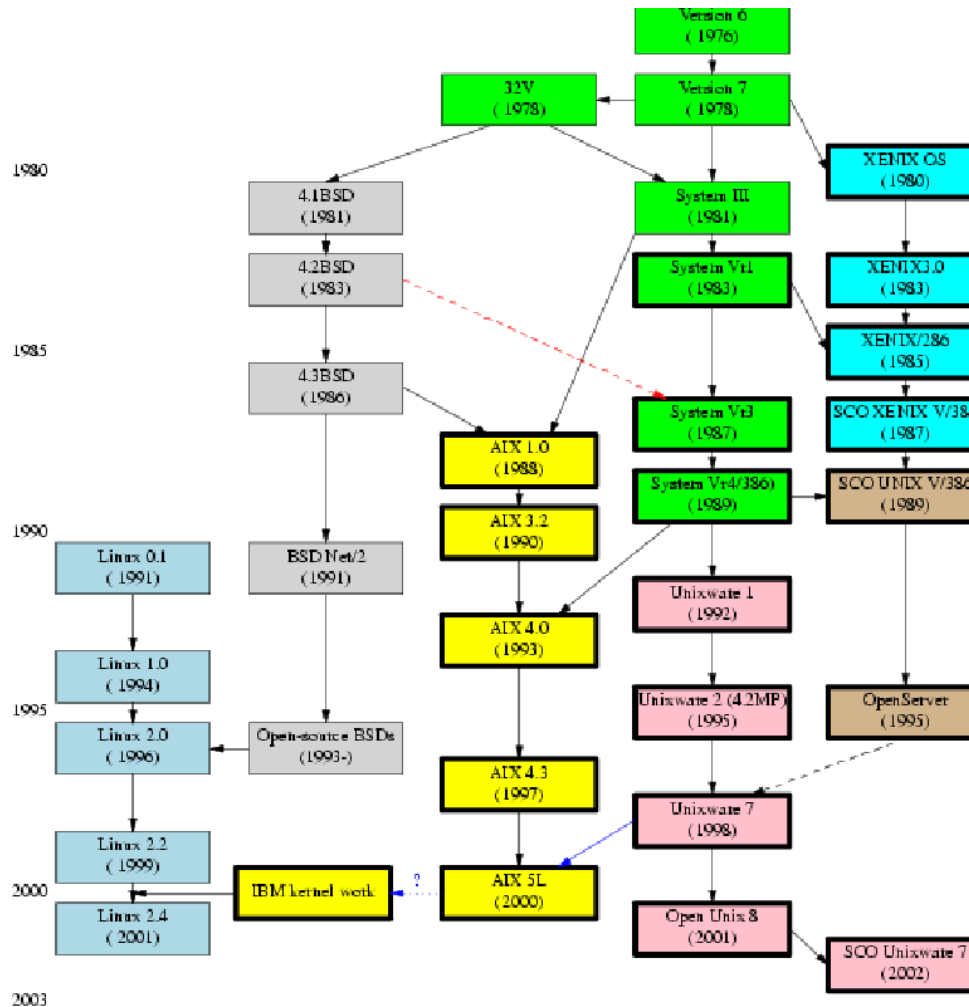 Version 6
( 1976)
32V
( 1978)
Version 7
( 1978)
1980
XENIX OS
(1980)
4.1BSD
(1981)
System III
(1981)
4.2BSD
(1983)
System Vr1
(1983)
XENIX3.0
(1983)
1985
XENIX/286
(1985)
4.3BSD
(1986)
System Vr3
(1987)
SCO XENIX V/38
(1987)
AIX 1.0
(1988)
System Vr4/386)
(1989)
SCO UNIX V/386
(1989)
1990
AIX 3.2
(1990)
Linux 0.1
( 1991)
BSD Net/2
(1991)
Unixwate 1
(1992)
AIX 4.0
(1993)
Linux 1.0
( 1994)
1995
Unixwate 2 (4.2MP)
(1995)
OpenServer
(1995)
Linux 2.0
( 1996)
Open-source BSDs
(1993-)
AIX 4.3
(1997)
Unixwate 7
(1998)
Linux 2.2
( 1999)
?
2000
IBM kernel work
AIX 5L
(2000)
Linux 2.4
( 2001)
Open Unix 8
(2001)
SCO Unixwate 7
(2002)
2003